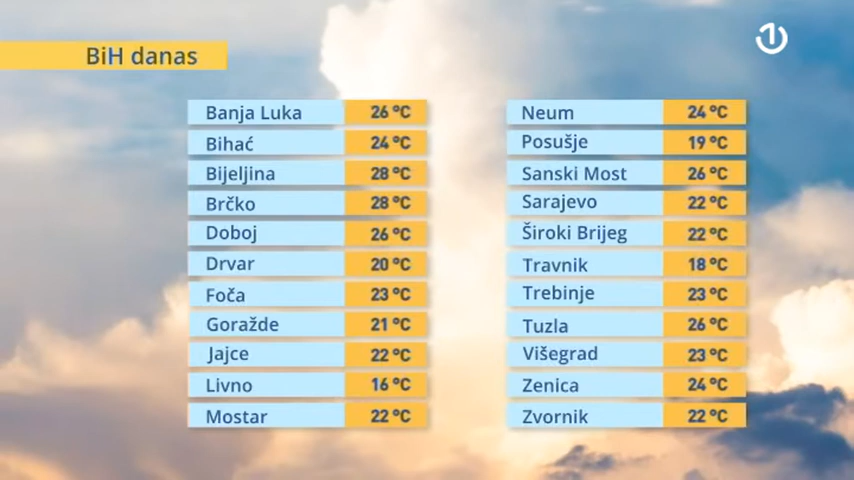 BiH danas
1
Banja Luka 26 °C
Bihać 24 °C
Bijeljina 28 °C
Brčko 28 °C
Doboj 26 °C
Drvar 20 °C
Foča 23 °C
Goražde 21 °C
Jajce 22 °C
Livno 16 °C
Mostar 22 °C
Neum 24 °C
Posušje 19 °C
Sanski Most 26 °C
Sarajevo 22 °C
Široki Brijeg 22 °C
Travnik 18 °C
Trebinje 23 °C
Tuzla 26 °C
Višegrad 23 °C
Zenica 24 °C
Zvornik 22 °C